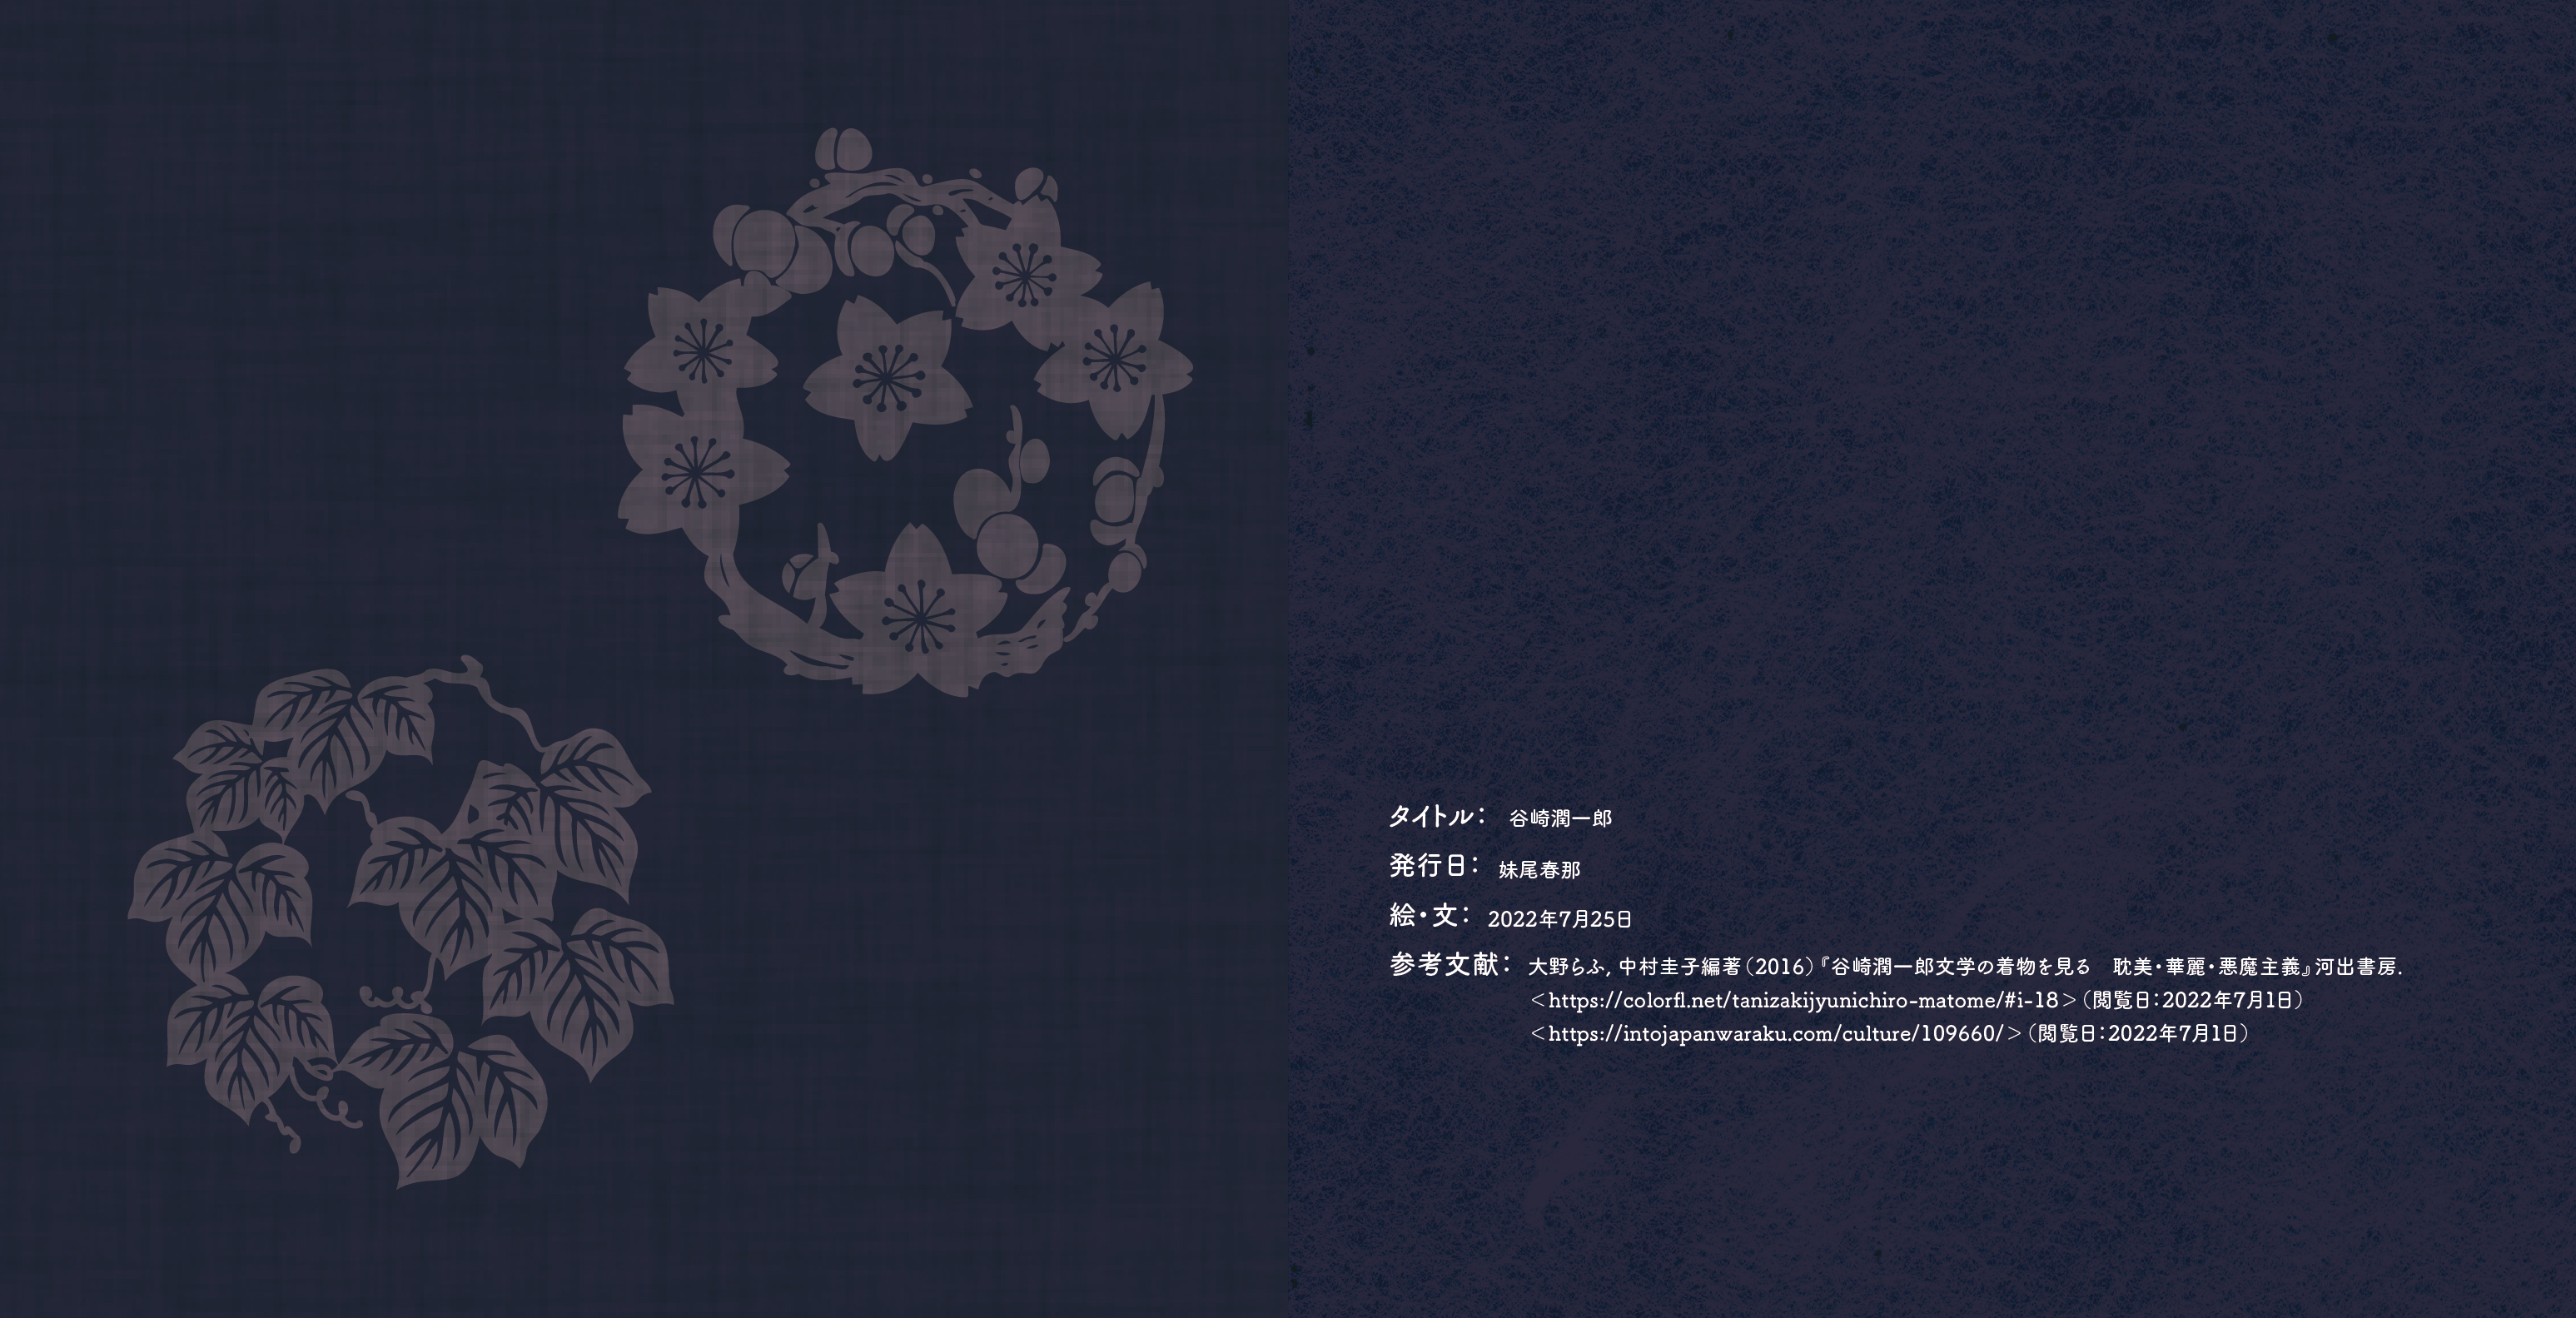 タイトル： 谷崎潤一郎
発行日： 妹尾春那
絵・文： 2022年7月25日
参考文献： 大野らふ, 中村圭子編著（2016）『谷崎潤一郎文学の着物を見る　耽美・華麗・悪魔主義』河出書房.
＜https://colorfl.net/tanizakijyunichiro-matome/#i-18＞（閲覧日：2022年7月1日）
＜https://intojapanwaraku.com/culture/109660/＞（閲覧日：2022年7月1日）